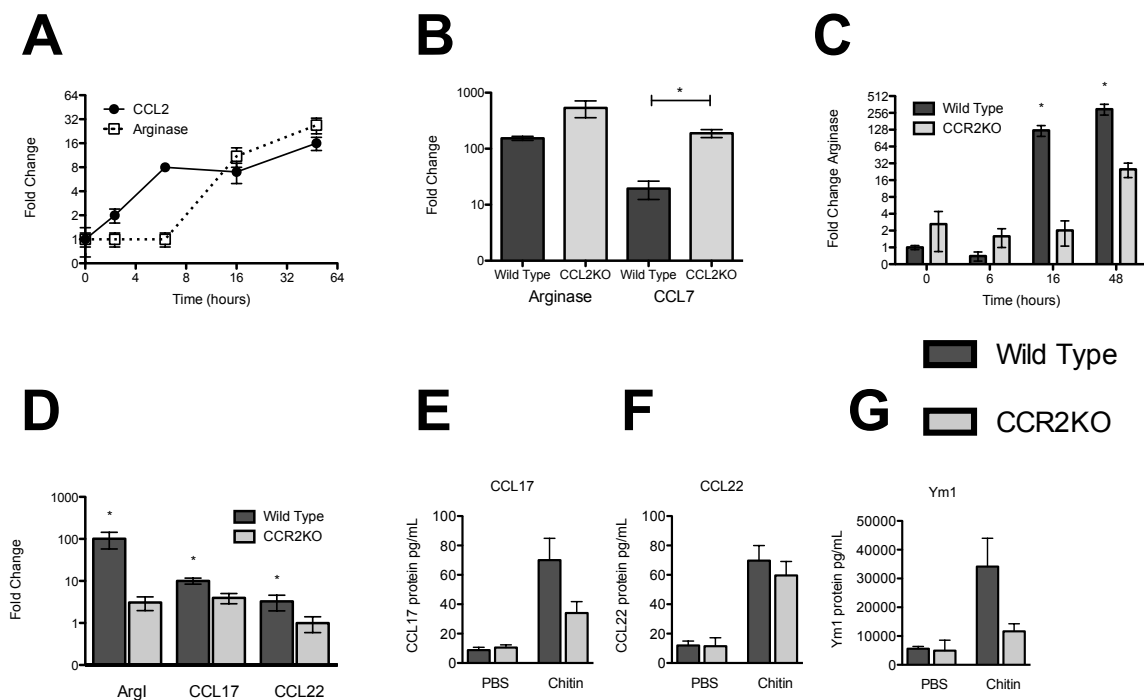 A
B
C
64
32
16
8
4
2
1
0
Fold Change
CCL2
Arginase
0 4 8 16 32 64
Time (hours)
1000
100
10
0
Fold Change
*
Wild Type CCL2KO Wild Type CCL2KO
Arginase CCL7
512
256
128
64
32
16
8
4
2
1
0
Fold Change Arginase
Wild Type
CCR2KO
* *
0 6 16 48
Time (hours)
Wild Type
CCR2KO
D
E
F
G
1000
100
10
1
0
Fold Change
* * *
Wild Type
CCR2KO
ArgI CCL17 CCL22
CCL17
100
80
60
40
20
0
CCL17 protein pg/mL
PBS Chitin
CCL22
100
80
60
40
20
0
CCL22 protein pg/mL
PBS Chitin
Ym1
50000
40000
30000
20000
10000
0
Ym1 protein pg/mL
PBS Chitin